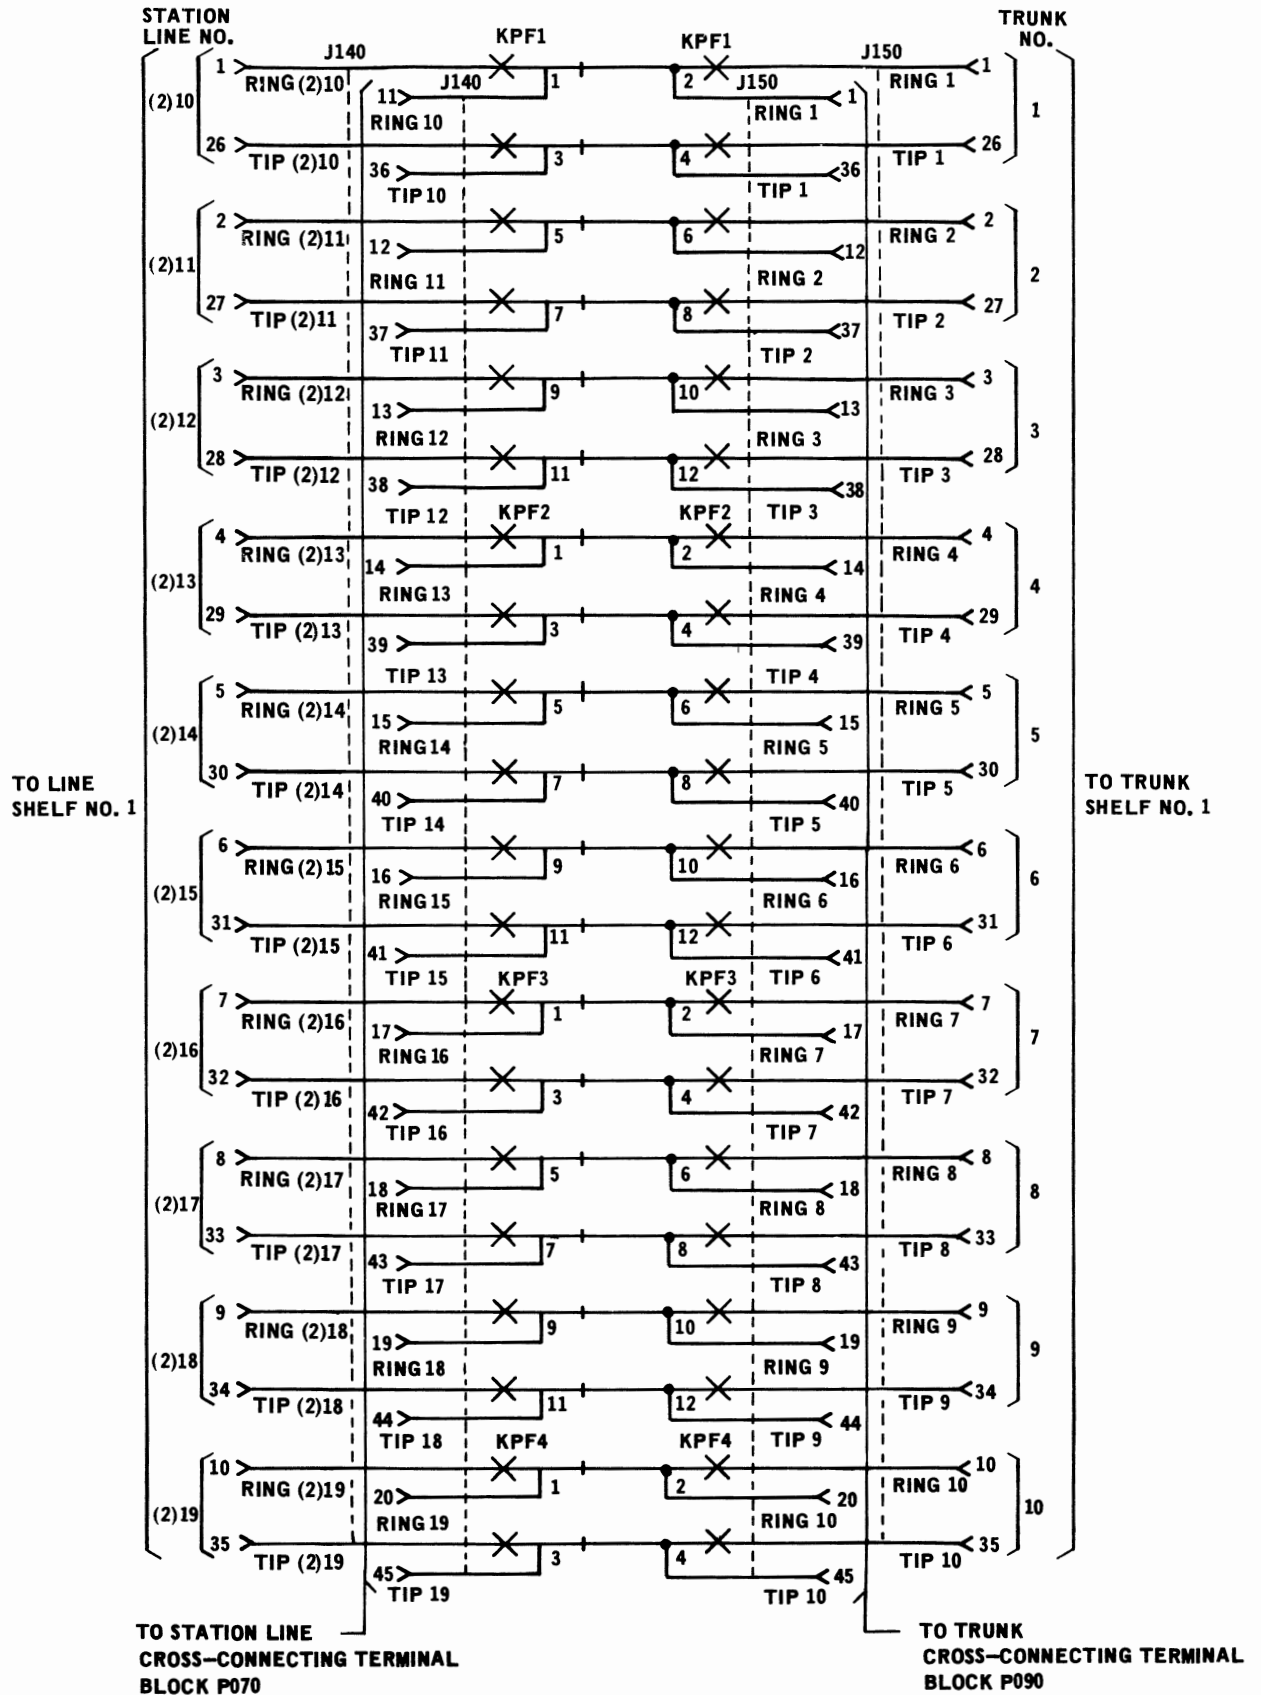 STATION
LINE NO.
TRUNK
NO.
J140
KPF1
KPF1
J150
1
RING (2)10
J140
1
2
J150
RING 1
1
(2)10
11
RING 10
1
RING 1
1
26
TIP (2)10
3
4
TIP 1
26
36
TIP 10
36
TIP 1
2
RING (2)11
5
6
RING 2
2
(2)11
12
RING 11
12
RING 2
2
27
TIP (2)11
7
8
TIP 2
27
37
TIP 11
37
TIP 2
3
RING (2)12
9
10
RING 3
3
(2)12
13
RING 12
13
RING 3
3
28
TIP (2)12
11
12
TIP 3
28
38
TIP 12
38
TIP 3
KPF2
KPF2
4
RING (2)13
1
2
RING 4
4
(2)13
14
RING 13
14
RING 4
4
29
TIP (2)13
3
4
TIP 4
29
39
TIP 13
39
TIP 4
5
RING (2)14
5
6
RING 5
5
(2)14
15
RING 14
15
RING 5
5
30
TIP (2)14
7
8
TIP 5
30
40
TIP 14
40
TIP 5
TO LINE
SHELF NO. 1
TO TRUNK
SHELF NO. 1
6
RING (2)15
9
10
RING 6
6
(2)15
16
RING 15
16
RING 6
6
31
TIP (2)15
11
12
TIP 6
31
41
TIP 15
41
TIP 6
KPF3
KPF3
7
RING (2)16
1
2
RING 7
7
(2)16
17
RING 16
17
RING 7
7
32
TIP (2)16
3
4
TIP 7
32
42
TIP 16
42
TIP 7
8
RING (2)17
5
6
RING 8
8
(2)17
18
RING 17
18
RING 8
8
33
TIP (2)17
7
8
TIP 8
33
43
TIP 17
43
TIP 8
9
RING (2)18
9
10
RING 9
9
(2)18
19
RING 18
19
RING 9
9
34
TIP (2)18
11
12
TIP 9
34
44
TIP 18
44
TIP 9
KPF4
KPF4
10
RING (2)19
1
2
RING 10
10
(2)19
20
RING 19
20
RING 10
10
35
TIP (2)19
3
4
TIP 10
35
45
TIP 19
45
TIP 10
TO STATION LINE
CROSS-CONNECTING TERMINAL
BLOCK P070
TO TRUNK
CROSS-CONNECTING TERMINAL
BLOCK P090